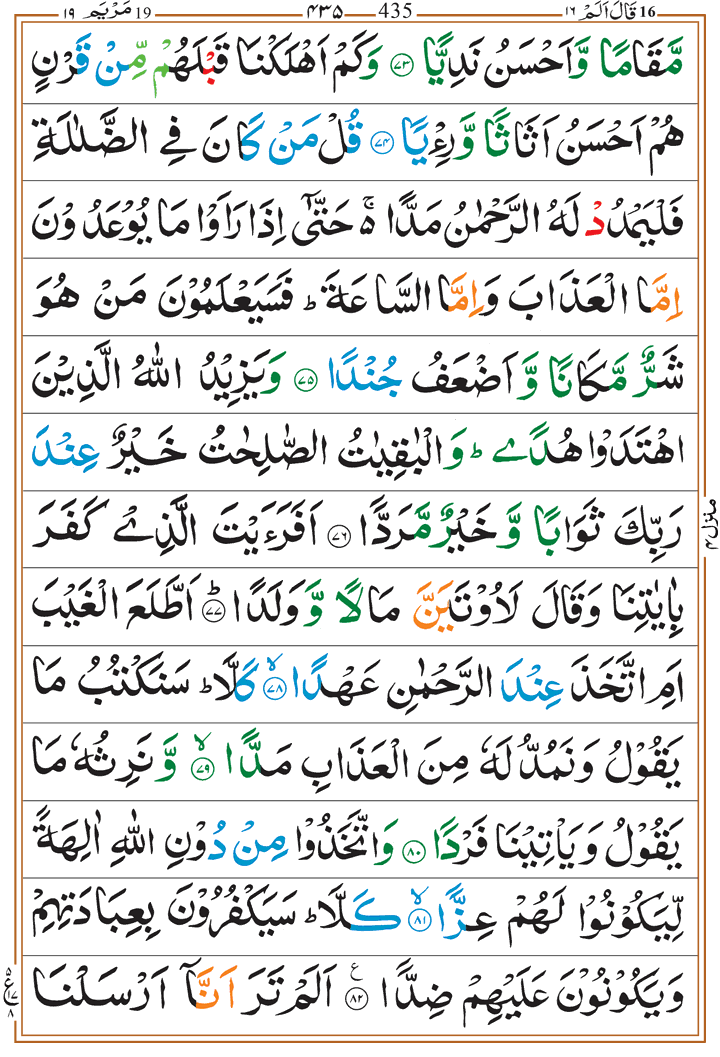 ١٩ مَرْيَم 19 ٤٣٥ 435 قَالَ اَلَمْ ١٦ 16
مَّقَامًا وَّاَحْسَنُ نَدِيًّا ﴿٧٣﴾ وَكَمْ اَهْلَكْنَا قَبْلَهُمْ مِّنْ قَرْنٍ
هُمْ اَحْسَنُ اَثَاثًا وَّرِءْيًا ﴿٧٤﴾ قُلْ مَنْ كَانَ فِي الضَّلٰلَةِ
فَلْيَمْدُدْ لَهُ الرَّحْمٰنُ مَدًّا ۚ۬ حَتّٰۤى اِذَا رَاَوْا مَا يُوْعَدُوْنَ
اِمَّا الْعَذَابَ وَاِمَّا السَّاعَةَ ؕ فَسَيَعْلَمُوْنَ مَنْ هُوَ
شَرٌّ مَّكَانًا وَّاَضْعَفُ جُنْدًا ﴿٧٥﴾ وَيَزِيْدُ اللّٰهُ الَّذِيْنَ
اهْتَدَوْا هُدًے ؕ وَالْبٰقِيٰتُ الصّٰلِحٰتُ خَيْرٌ عِنْدَ
رَبِّكَ ثَوَابًا وَّخَيْرٌ مَّرَدًّا ﴿٧٦﴾ اَفَرَءَيْتَ الَّذِيْ كَفَرَ
بِاٰيٰتِنَا وَقَالَ لَاُوْتَيَنَّ مَالًا وَّوَلَدًا ؕ﴿٧٧﴾ اَطَّلَعَ الْغَيْبَ
اَمِ اتَّخَذَ عِنْدَ الرَّحْمٰنِ عَهْدًا ۙ﴿٧٨﴾ كَلَّا ؕ سَنَكْتُبُ مَا
يَقُوْلُ وَنَمُدُّ لَهٗ مِنَ الْعَذَابِ مَدًّا ۙ﴿٧٩﴾ وَّنَرِثُهٗ مَا
يَقُوْلُ وَيَاْتِيْنَا فَرْدًا ﴿٨٠﴾ وَاتَّخَذُوْا مِنْ دُوْنِ اللّٰهِ اٰلِهَةً
لِّيَكُوْنُوْا لَهُمْ عِزًّا ۙ﴿٨١﴾ كَلَّا ؕ سَيَكْفُرُوْنَ بِعِبَادَتِهِمْ
وَيَكُوْنُوْنَ عَلَيْهِمْ ضِدًّا ﴿٨٢﴾ ع اَلَمْ تَرَ اَنَّاۤ اَرْسَلْنَا
منزل ٤
ع ٥ ١٧ ٨